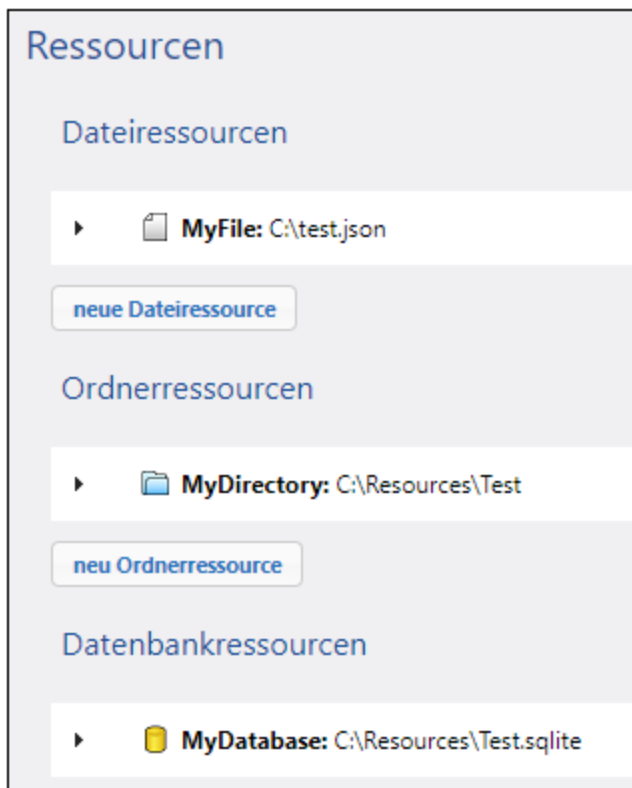 Ressourcen
Dateiressourcen
MyFile: C:\test.json
neue Dateiressource
Ordnerressourcen
MyDirectory: C:\Resources\Test
neu Ordnerressource
Datenbankressourcen
MyDatabase: C:\Resources\Test.sqlite